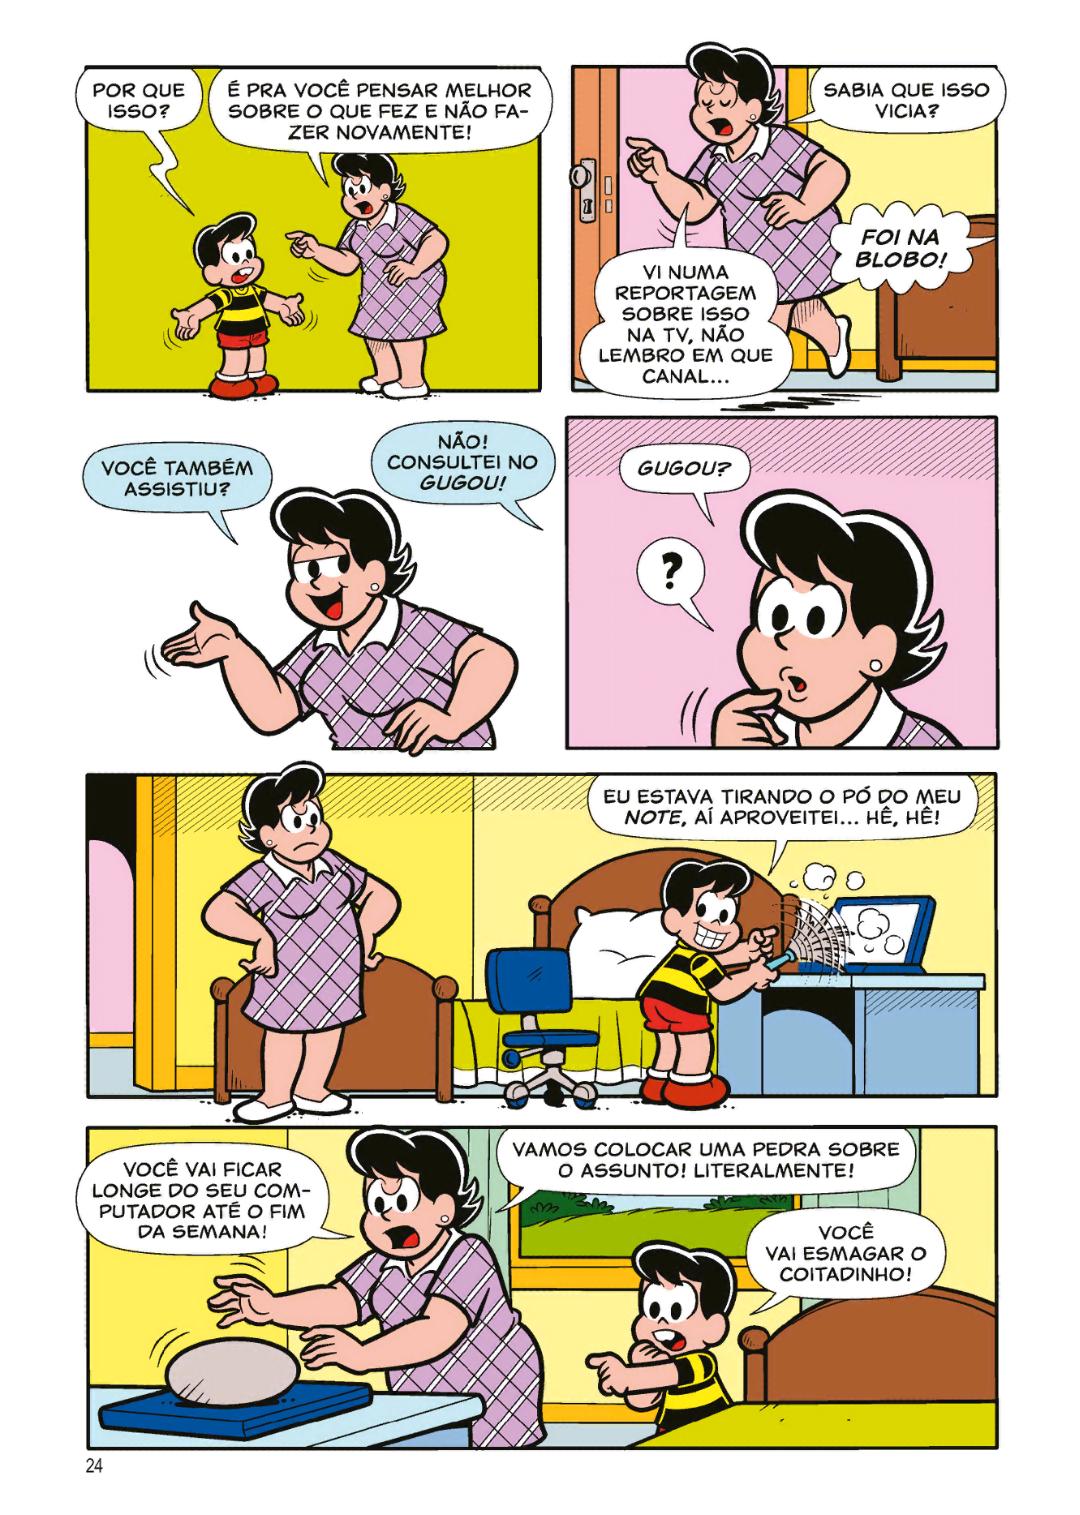 POR QUE
ISSO?
É PRA VOCÊ PENSAR MELHOR
SOBRE O QUE FEZ E NÃO FA-
ZER NOVAMENTE!
SABIA QUE ISSO
VICIA?
VI NUMA
REPORTAGEM
SOBRE ISSO
NA TV, NÃO
LEMBRO EM QUE
CANAL...
FOI NA
BLOBO!
VOCÊ TAMBÉM
ASSISTIU?
NÃO!
CONSULTEI NO
GUGOU!
GUGOU?
?
EU ESTAVA TIRANDO O PÓ DO MEU
NOTE, AÍ APROVEITEI... HÊ, HÊ!
VOCÊ VAI FICAR
LONGE DO SEU COM-
PUTADOR ATÉ O FIM
DA SEMANA!
VAMOS COLOCAR UMA PEDRA SOBRE
O ASSUNTO! LITERALMENTE!
VOCÊ
VAI ESMAGAR O
COITADINHO!
24